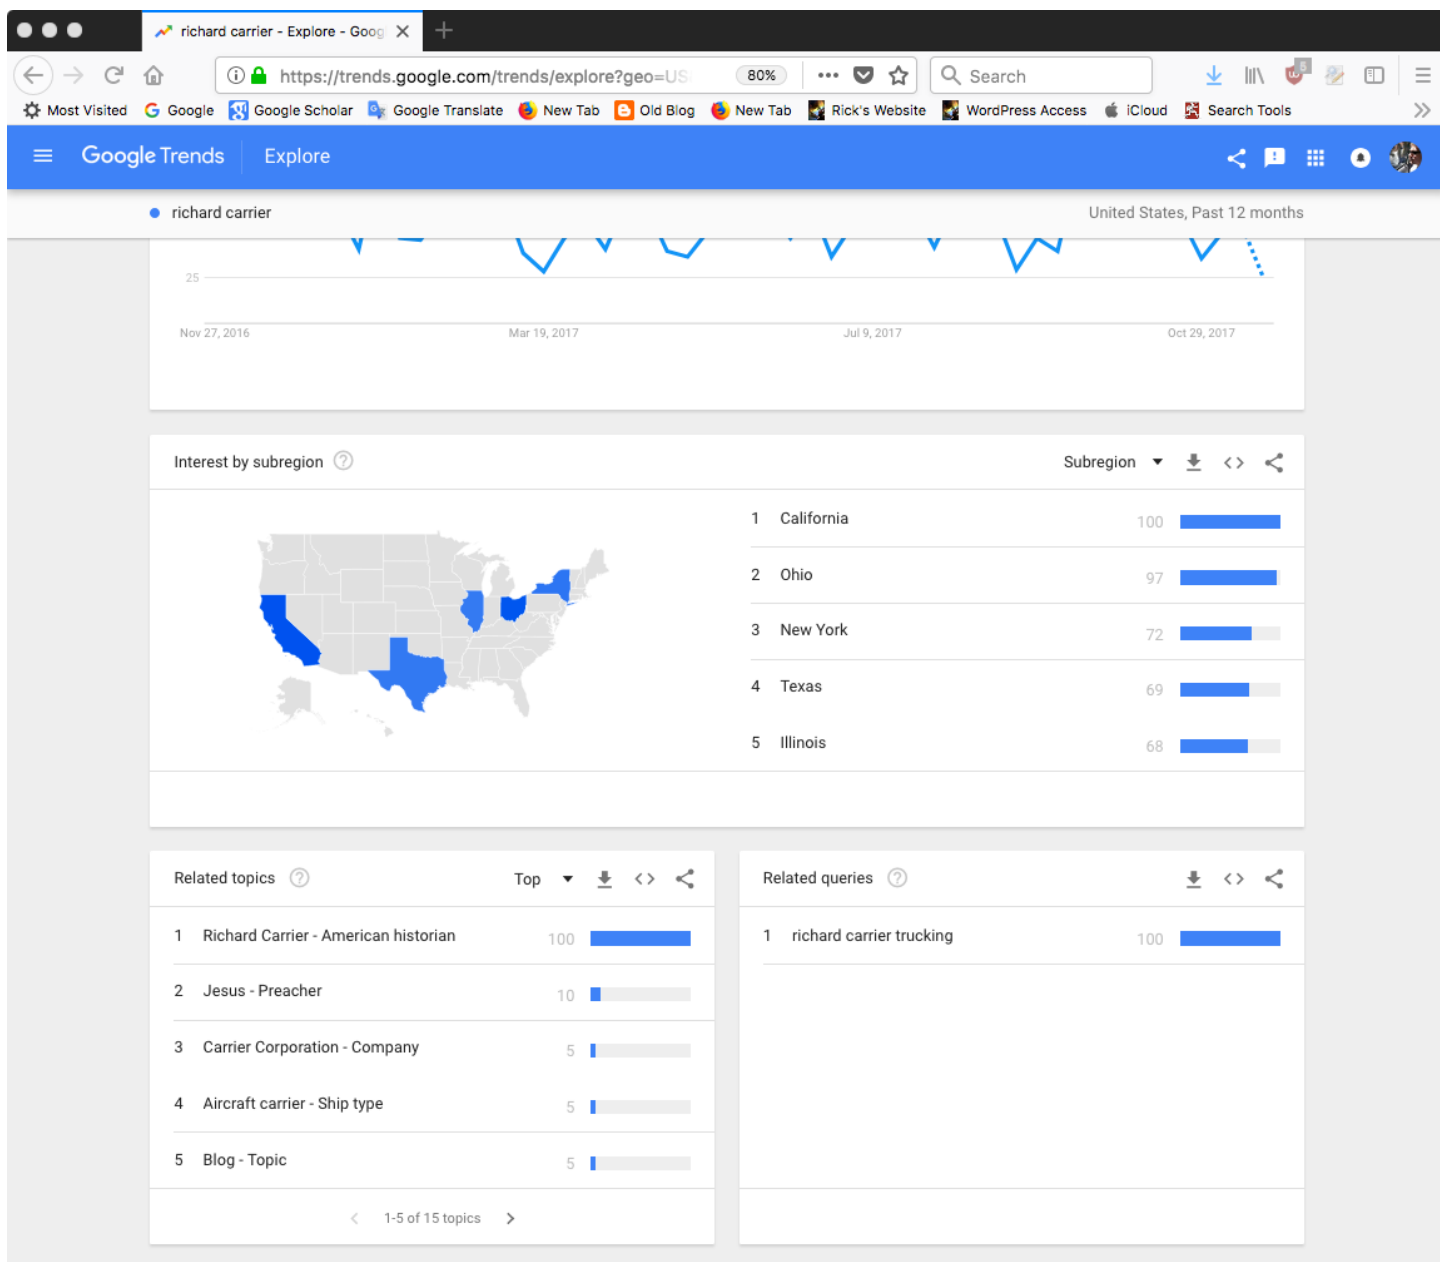 richard carrier - Explore - Goog
https://trends.google.com/trends/explore?geo=US
80%
Search
5
Most Visited
Google
Google Scholar
Google Translate
New Tab
Old Blog
New Tab
Rick's Website
WordPress Access
iCloud
Search Tools
Google Trends
Explore
richard carrier
United States, Past 12 months
25
Nov 27, 2016
Mar 19, 2017
Jul 9, 2017
Oct 29, 2017
Interest by subregion
Subregion
1 California 100
2 Ohio 97
3 New York 72
4 Texas 69
5 Illinois 68
Related topics
Top
1 Richard Carrier - American historian 100
2 Jesus - Preacher 10
3 Carrier Corporation - Company 5
4 Aircraft carrier - Ship type 5
5 Blog - Topic 5
1-5 of 15 topics
Related queries
1 richard carrier trucking 100